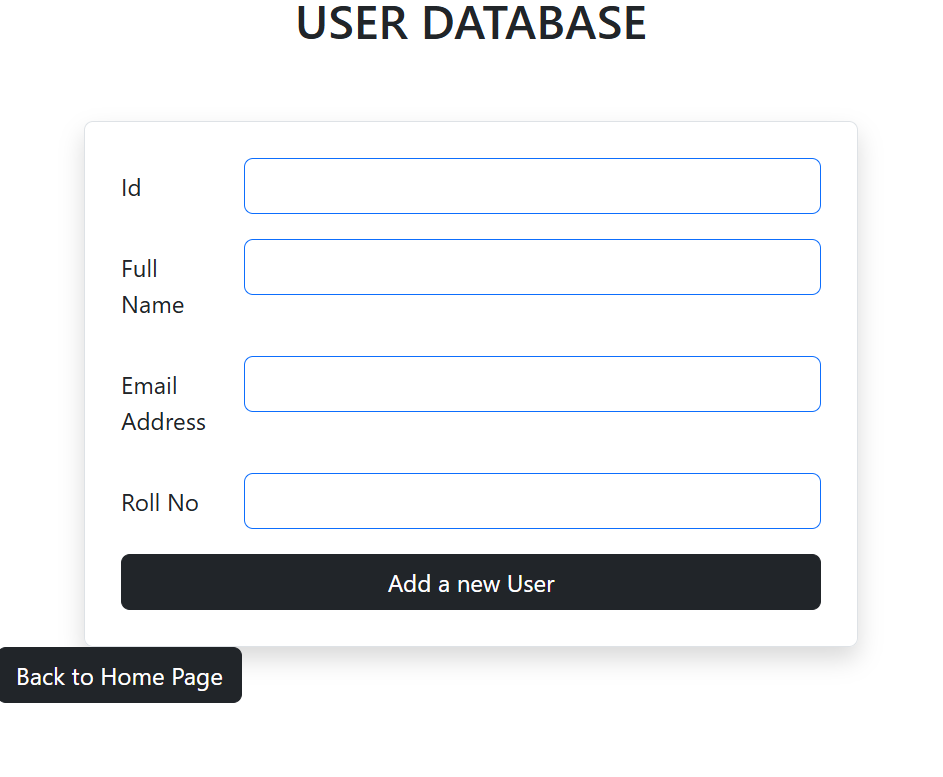 USER DATABASE
Id
Full
Name
Email
Address
Roll No
Add a new User
Back to Home Page